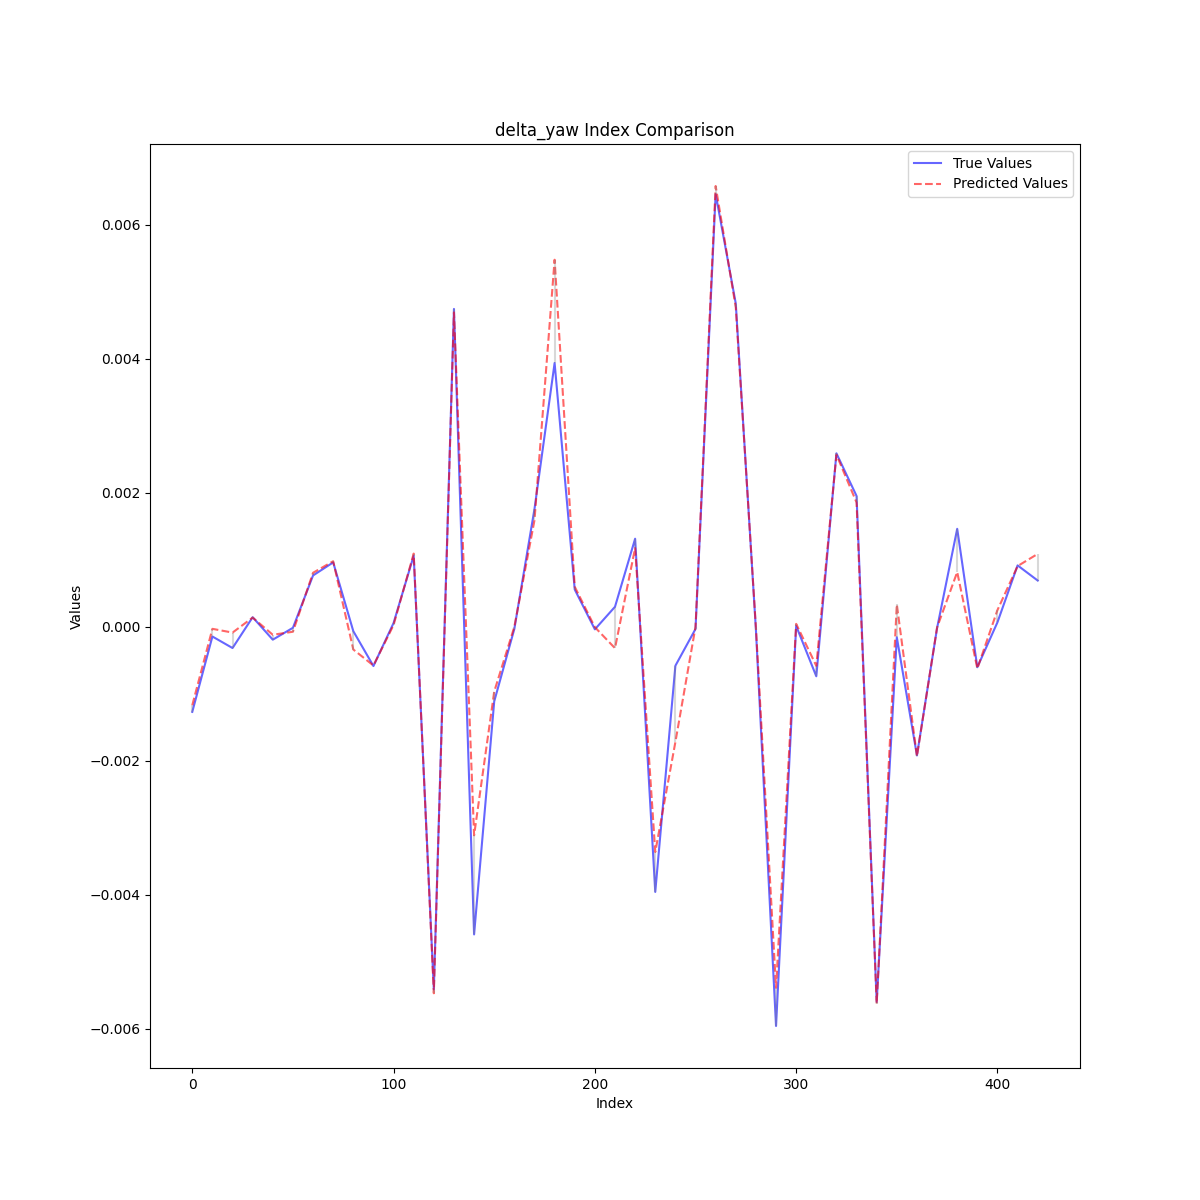 delta_yaw Index Comparison
True Values
Predicted Values
0.006
0.004
0.002
0.000
−0.002
−0.004
−0.006
Values
0 100 200 300 400
Index